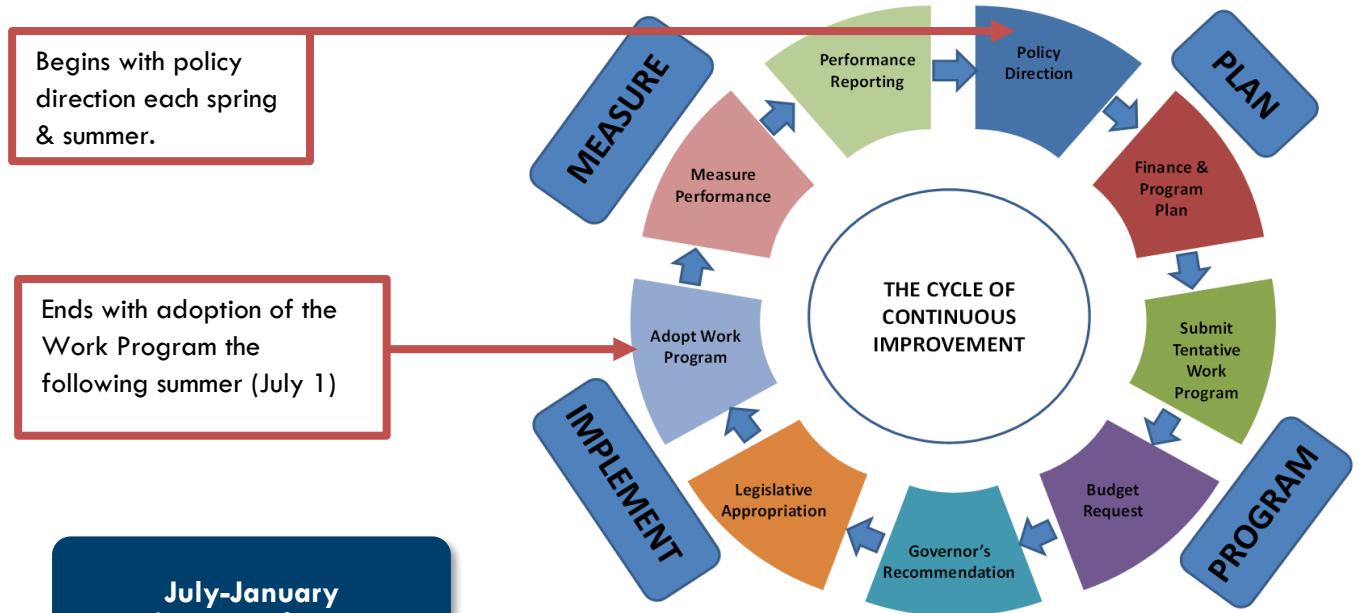 Begins with policy
direction each spring
& summer.
Ends with adoption of the
Work Program the
following summer (July 1)
July-January
MEASURE
PLAN
PROGRAM
IMPLEMENT
Performance
Reporting
Policy
Direction
Finance &
Program
Plan
Submit
Tentative
Work
Program
Budget
Request
Governor's
Recommendation
Legislative
Appropriation
Adopt Work
Program
Measure
Performance
THE CYCLE OF
CONTINUOUS
IMPROVEMENT